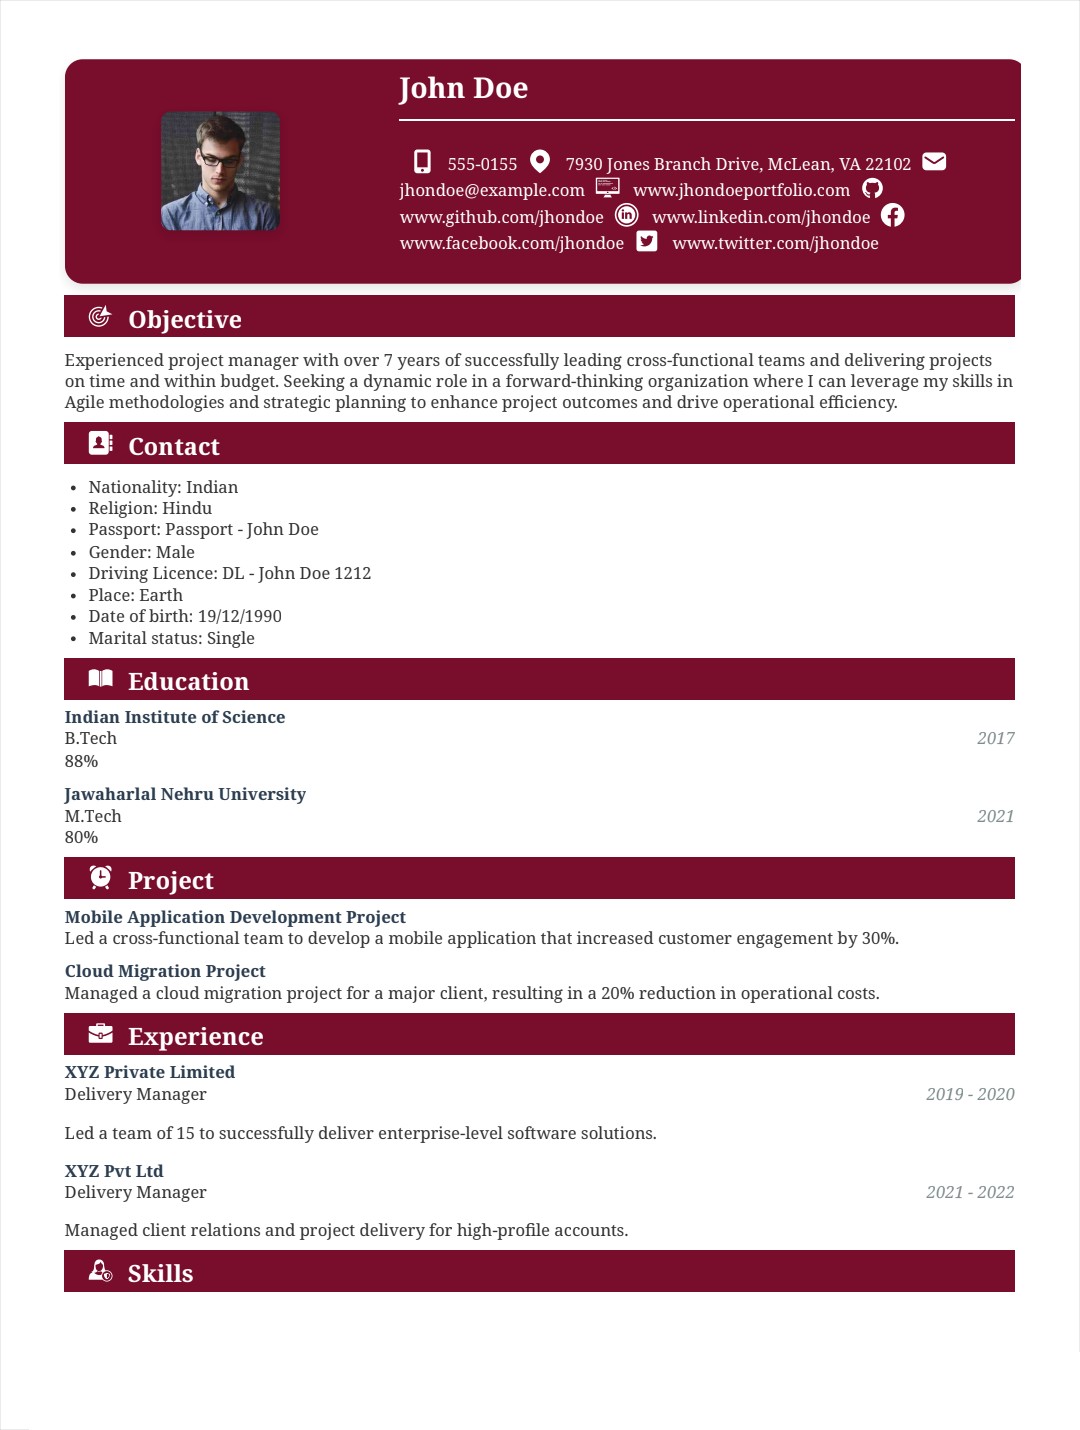 John Doe
555-0155 7930 Jones Branch Drive, McLean, VA 22102
jhondoe@example.com www.jhondoeportfolio.com
www.github.com/jhondoe www.linkedin.com/jhondoe
www.facebook.com/jhondoe www.twitter.com/jhondoe
Objective
Experienced project manager with over 7 years of successfully leading cross-functional teams and delivering projects
on time and within budget. Seeking a dynamic role in a forward-thinking organization where I can leverage my skills in
Agile methodologies and strategic planning to enhance project outcomes and drive operational efficiency.
Contact
• Nationality: Indian
• Religion: Hindu
• Passport: Passport - John Doe
• Gender: Male
• Driving Licence: DL - John Doe 1212
• Place: Earth
• Date of birth: 19/12/1990
• Marital status: Single
Education
Indian Institute of Science
B.Tech 2017
88%
Jawaharlal Nehru University
M.Tech 2021
80%
Project
Mobile Application Development Project
Led a cross-functional team to develop a mobile application that increased customer engagement by 30%.
Cloud Migration Project
Managed a cloud migration project for a major client, resulting in a 20% reduction in operational costs.
Experience
XYZ Private Limited
Delivery Manager 2019 - 2020
Led a team of 15 to successfully deliver enterprise-level software solutions.
XYZ Pvt Ltd
Delivery Manager 2021 - 2022
Managed client relations and project delivery for high-profile accounts.
Skills